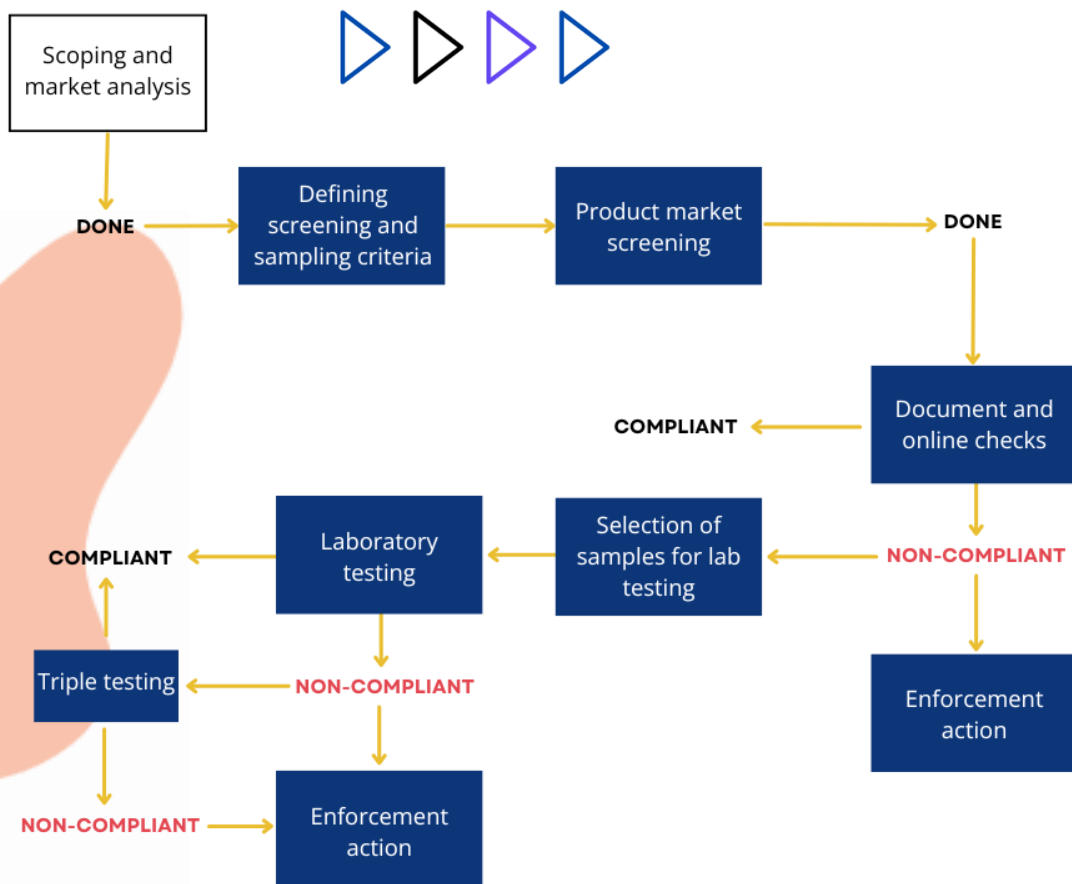 Scoping and
market analysis
DONE
Defining
screening and
sampling criteria
Product market
screening
DONE
Document and
online checks
COMPLIANT
NON-COMPLIANT
Selection of
samples for lab
testing
Laboratory
testing
COMPLIANT
Triple testing
NON-COMPLIANT
Enforcement
action
NON-COMPLIANT
Enforcement
action